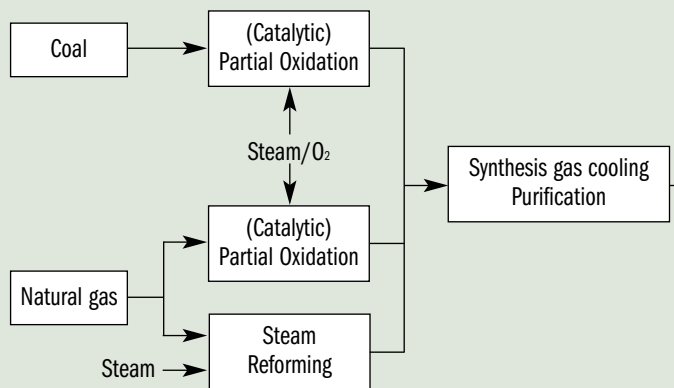 Coal
(Catalytic)
Partial Oxidation
Steam/O₂
Synthesis gas cooling
Purification
(Catalytic)
Partial Oxidation
Natural gas
Steam
Reforming
Steam